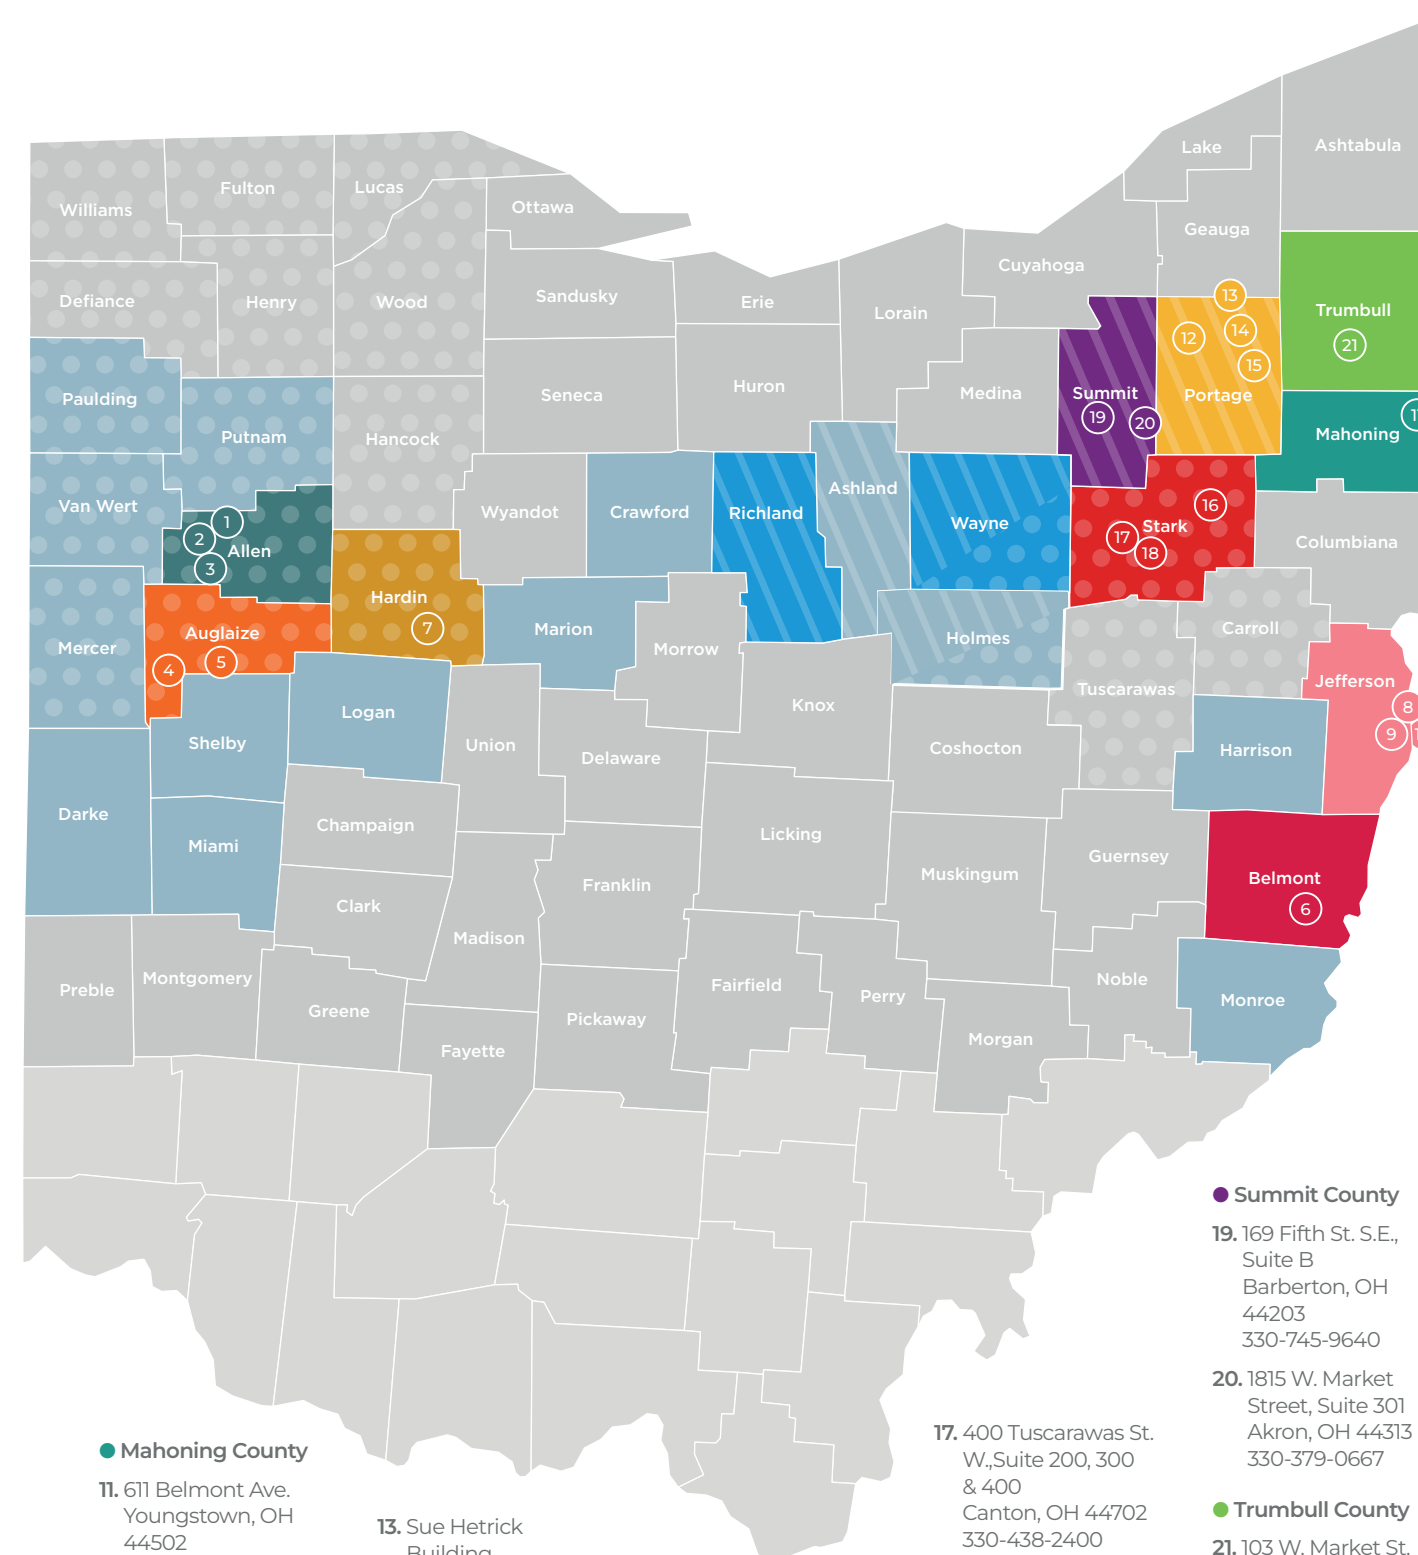 Lake
Ashtabula
Fulton
Lucas
Williams
Ottawa
Geauga
Cuyahoga
Defiance
Henry
Wood
Sandusky
Erie
Lorain
13
Trumbull
12
14
21
15
Paulding
Seneca
Huron
Medina
Summit
Portage
19
20
Putnam
Hancock
Mahoning
Van Wert
Wyandot
Crawford
Richland
Ashland
Wayne
16
Stark
17
18
1
2
Allen
3
Columbiana
Hardin
7
Auglaize
4
5
Mercer
Marion
Morrow
Holmes
Carroll
Tuscarawas
Jefferson
8
9
Logan
Shelby
Union
Knox
Delaware
Coshocton
Harrison
Darke
Miami
Champaign
Licking
Guernsey
Muskingum
Belmont
6
Clark
Franklin
Madison
Preble
Montgomery
Greene
Fairfield
Perry
Noble
Monroe
Pickaway
Fayette
Morgan
Summit County
19. 169 Fifth St. S.E.,
Suite B
Barberton, OH
44203
330-745-9640
20. 1815 W. Market
Street, Suite 301
Akron, OH 44313
330-379-0667
Trumbull County
21. 103 W. Market St.
Mahoning County
11. 611 Belmont Ave.
Youngstown, OH
44502
13. Sue Hetrick
Building
17. 400 Tuscarawas St.
W.,Suite 200, 300
& 400
Canton, OH 44702
330-438-2400